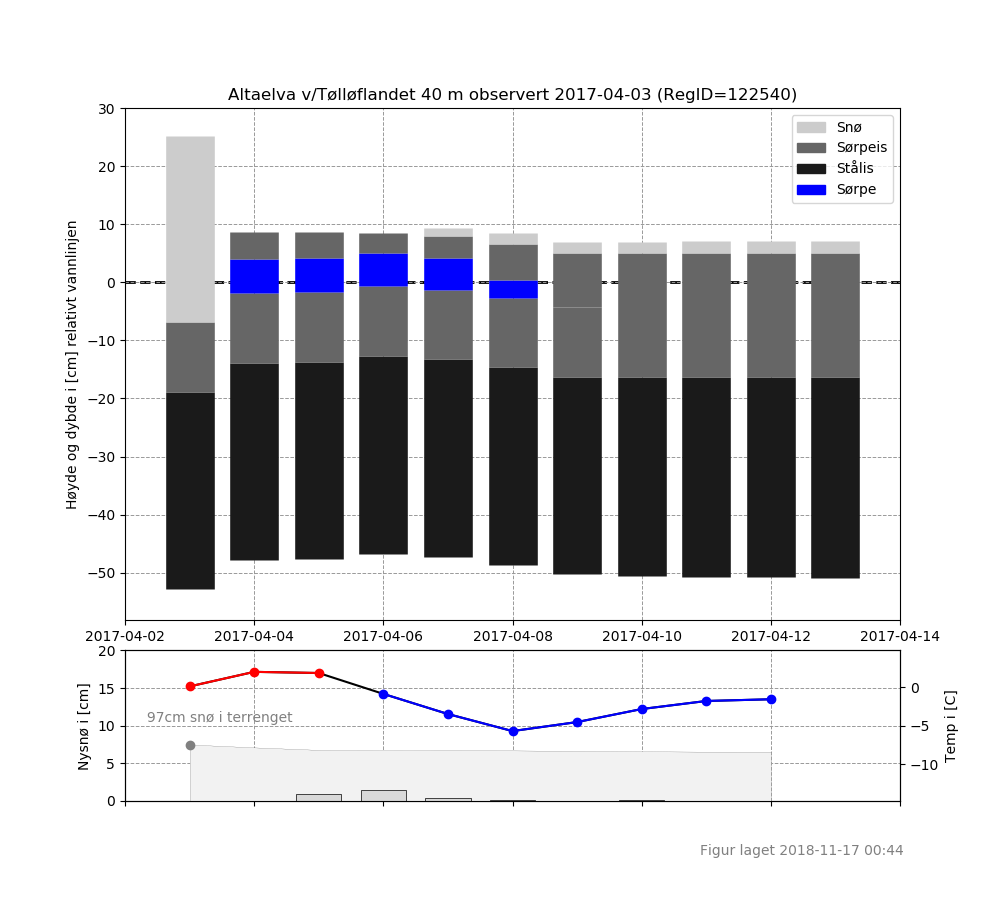 Altaelva v/Tølløflandet 40 m observert 2017-04-03 (RegID=122540)
Høyde og dybde i [cm] relativt vannlinjen
30
20
10
0
−10
−20
−30
−40
−50
Snø
Sørpeis
Stålis
Sørpe
2017-04-02
2017-04-04
2017-04-06
2017-04-08
2017-04-10
2017-04-12
2017-04-14
Nysnø i [cm]
20
15
10
5
0
97cm snø i terrenget
0
−5
−10
Temp i [C]
Figur laget 2018-11-17 00:44